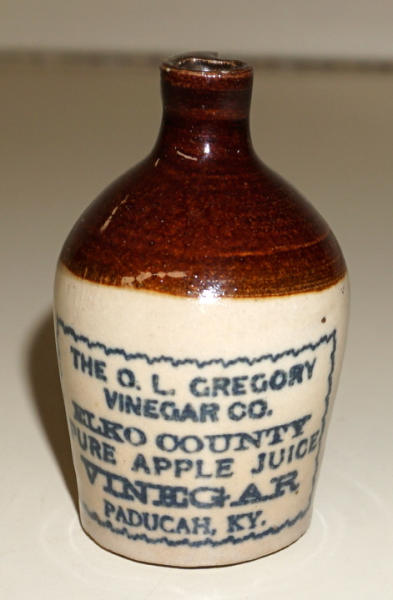 THE O. L. GREGORY
VINEGAR CO.
ELKO COUNTY
PURE APPLE JUICE
VINEGAR
PADUCAH, KY.